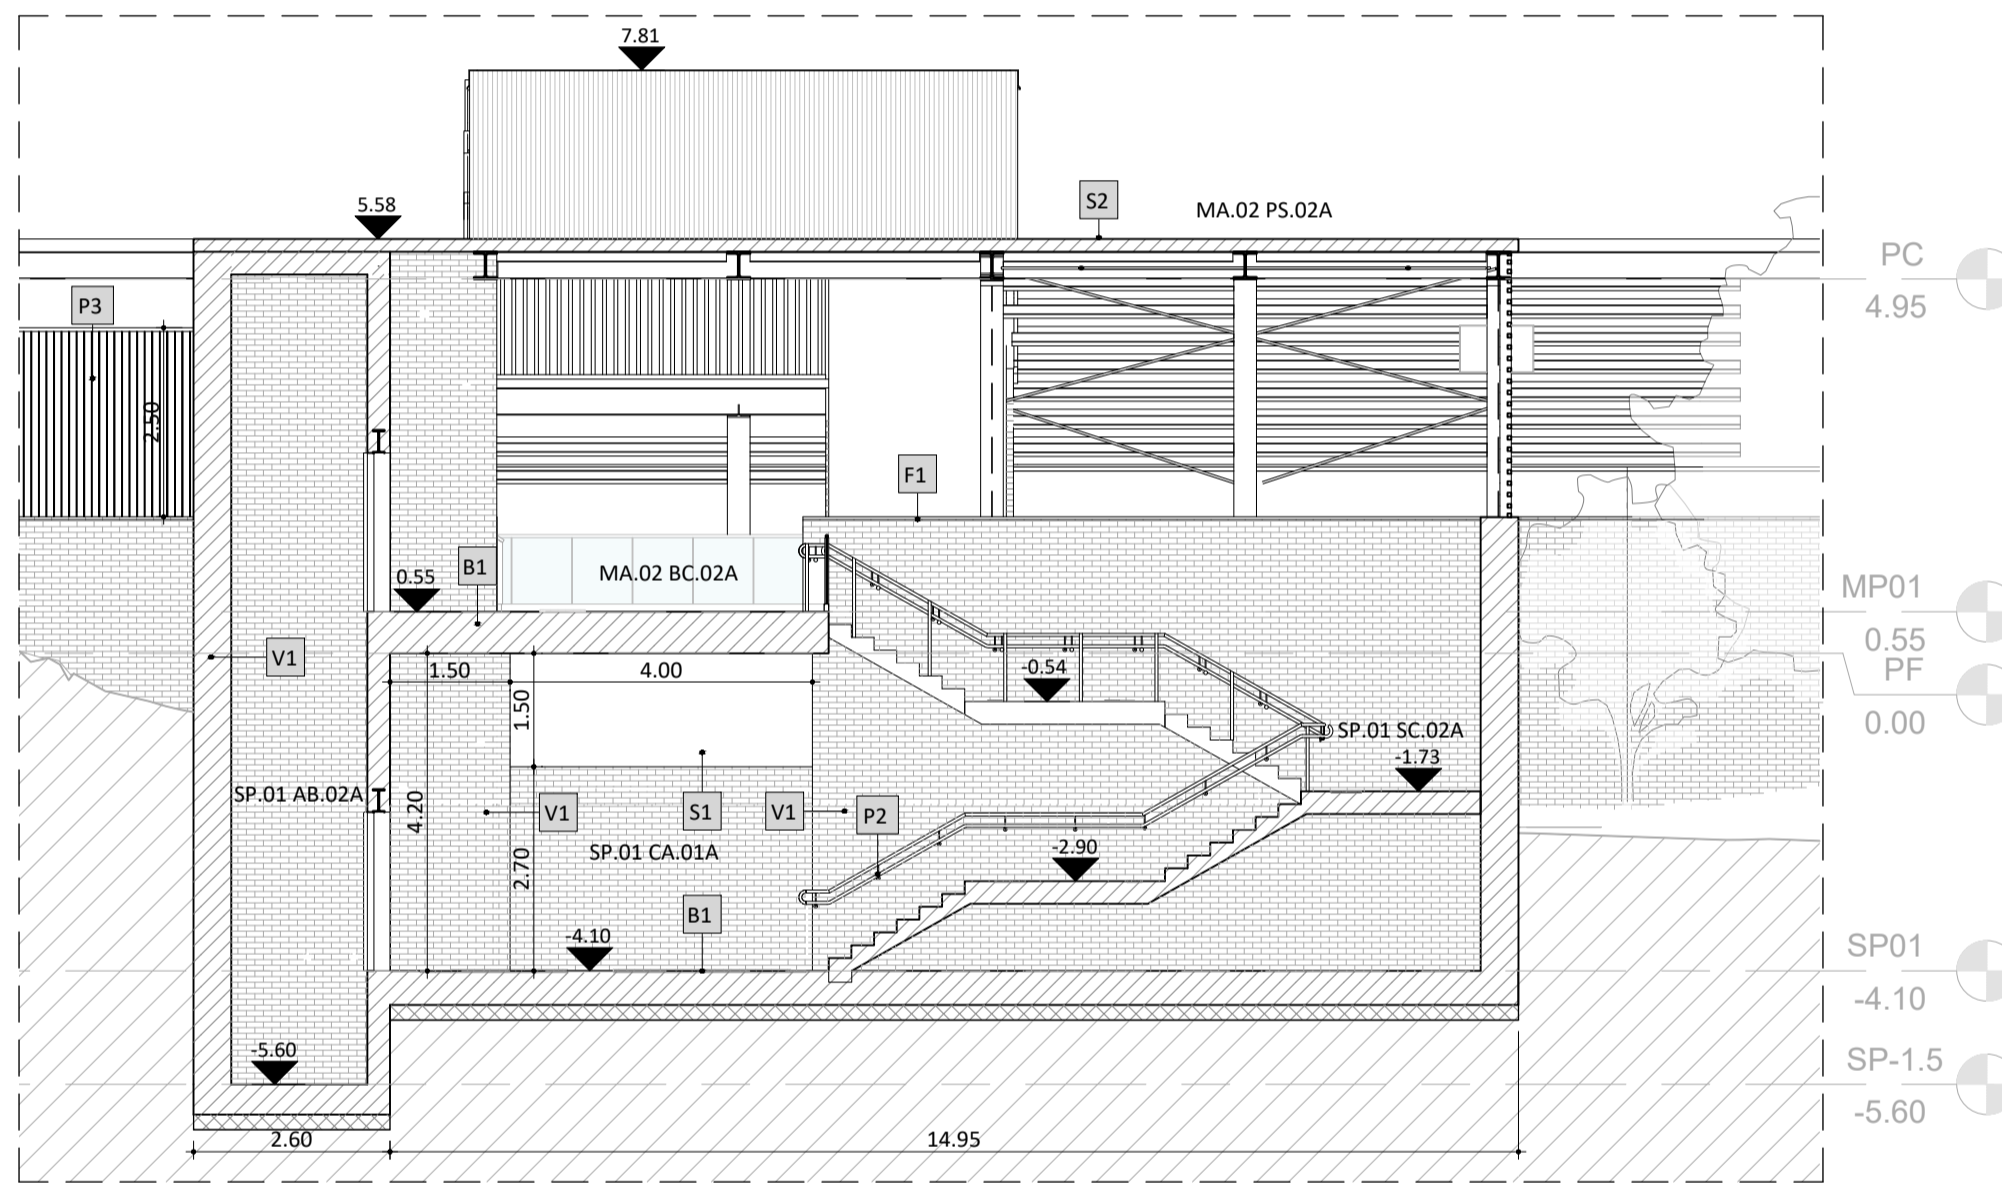 7.81
5.58
S2
MA.02 PS.02A
PC
4.95
P3
2.50
F1
B1
0.55
MA.02 BC.02A
MP01
0.55
PF
0.00
V1
1.50
4.00
-0.54
1.50
SP.01 SC.02A
-1.73
SP.01 AB.02A
4.20
V1
S1
V1
P2
SP.01 CA.01A
2.70
-2.90
B1
-4.10
SP01
-4.10
-5.60
SP-1.5
-5.60
2.60
14.95